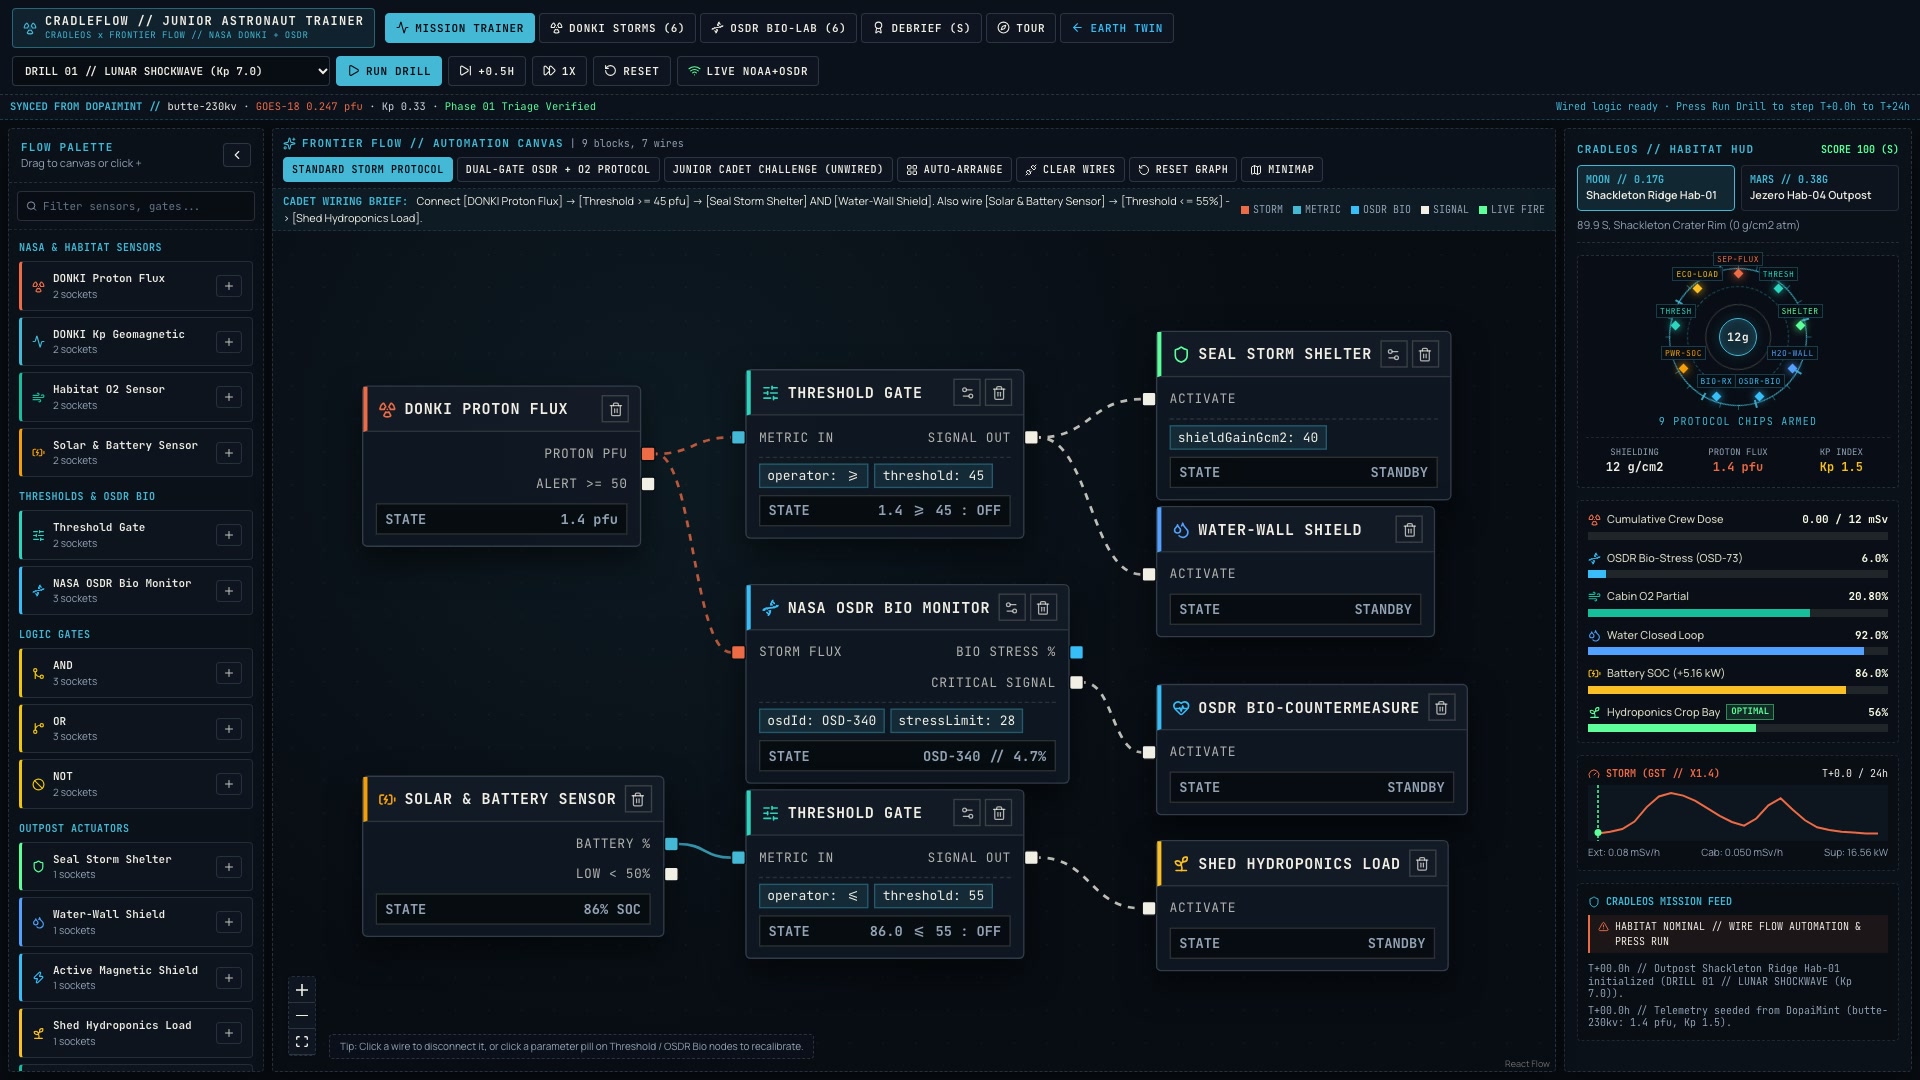 CRADLEFLOW // JUNIOR ASTRONAUT TRAINER
CRADLEOS x FRONTIER FLOW // NASA DONKI + OSDR
MISSION TRAINER
DONKI STORMS (6)
OSDR BIO-LAB (6)
DEBRIEF (S)
TOUR
EARTH TWIN
DRILL 01 // LUNAR SHOCKWAVE (Kp 7.0)
RUN DRILL
+0.5H
1X
RESET
LIVE NOAA+OSDR
SYNCED FROM DOPAIMINT // butte-230kv · GOES-18 0.247 pfu · Kp 0.33 · Phase 01 Triage Verified
Wired logic ready · Press Run Drill to step T+0.0h to T+24h
FLOW PALETTE
Drag to canvas or click +
Filter sensors, gates...
NASA & HABITAT SENSORS
DONKI Proton Flux
2 sockets
DONKI Kp Geomagnetic
2 sockets
Habitat O2 Sensor
2 sockets
Solar & Battery Sensor
2 sockets
THRESHOLDS & OSDR BIO
Threshold Gate
2 sockets
NASA OSDR Bio Monitor
3 sockets
LOGIC GATES
AND
3 sockets
OR
3 sockets
NOT
2 sockets
OUTPOST ACTUATORS
Seal Storm Shelter
1 sockets
Water-Wall Shield
1 sockets
Active Magnetic Shield
1 sockets
Shed Hydroponics Load
1 sockets
FRONTIER FLOW // AUTOMATION CANVAS | 9 blocks, 7 wires
STANDARD STORM PROTOCOL
DUAL-GATE OSDR + O2 PROTOCOL
JUNIOR CADET CHALLENGE (UNWIRED)
AUTO-ARRANGE
CLEAR WIRES
RESET GRAPH
MINIMAP
CADET WIRING BRIEF: Connect [DONKI Proton Flux] → [Threshold >= 45 pfu] → [Seal Storm Shelter] AND [Water-Wall Shield]. Also wire [Solar & Battery Sensor] → [Threshold <= 55%] -
> [Shed Hydroponics Load].
STORM
METRIC
OSDR BIO
SIGNAL
LIVE FIRE
DONKI PROTON FLUX
PROTON PFU
ALERT >= 50
STATE 1.4 pfu
SOLAR & BATTERY SENSOR
BATTERY %
LOW < 50%
STATE 86% SOC
THRESHOLD GATE
METRIC IN SIGNAL OUT
operator: ⩾
threshold: 45
STATE 1.4 ⩾ 45 : OFF
NASA OSDR BIO MONITOR
STORM FLUX BIO STRESS %
CRITICAL SIGNAL
osdId: OSD-340
stressLimit: 28
STATE OSD-340 // 4.7%
THRESHOLD GATE
METRIC IN SIGNAL OUT
operator: ⩽
threshold: 55
STATE 86.0 ⩽ 55 : OFF
SEAL STORM SHELTER
ACTIVATE
shieldGainGcm2: 40
STATE STANDBY
WATER-WALL SHIELD
ACTIVATE
STATE STANDBY
OSDR BIO-COUNTERMEASURE
ACTIVATE
STATE STANDBY
SHED HYDROPONICS LOAD
ACTIVATE
STATE STANDBY
Tip: Click a wire to disconnect it, or click a parameter pill on Threshold / OSDR Bio nodes to recalibrate.
React Flow
CRADLEOS // HABITAT HUD
SCORE 100 (S)
MOON // 0.17G
Shackleton Ridge Hab-01
MARS // 0.38G
Jezero Hab-04 Outpost
89.9 S, Shackleton Crater Rim (0 g/cm2 atm)
SEP-FLUX
ECO-LOAD
THRESH
THRESH
SHELTER
12g
PWR-SOC
H2O-WALL
BIO-RX
OSDR-BIO
9 PROTOCOL CHIPS ARMED
SHIELDING
12 g/cm2
PROTON FLUX
1.4 pfu
KP INDEX
Kp 1.5
Cumulative Crew Dose 0.00 / 12 mSv
OSDR Bio-Stress (OSD-73) 6.0%
Cabin O2 Partial 20.80%
Water Closed Loop 92.0%
Battery SOC (+5.16 kW) 86.0%
Hydroponics Crop Bay OPTIMAL 56%
STORM (GST // X1.4) T+0.0 / 24h
Ext: 0.08 mSv/h Cab: 0.050 mSv/h Sup: 16.56 kW
CRADLEOS MISSION FEED
HABITAT NOMINAL // WIRE FLOW AUTOMATION &
PRESS RUN
T+00.0h // Outpost Shackleton Ridge Hab-01
initialized (DRILL 01 // LUNAR SHOCKWAVE (Kp
7.0)).
T+00.0h // Telemetry seeded from DopaiMint (butte-
230kv: 1.4 pfu, Kp 1.5).